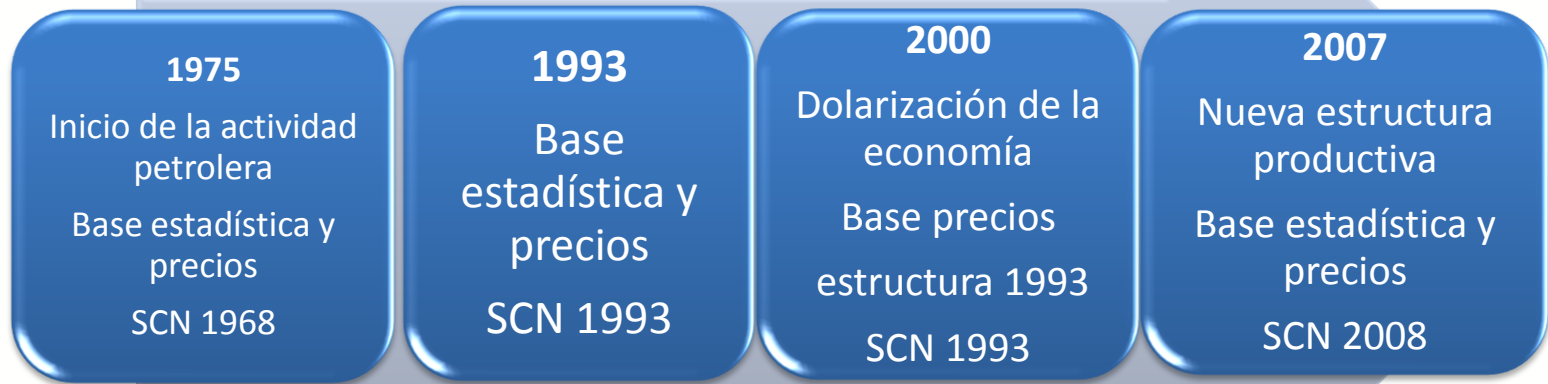 1975
Inicio de la actividad
petrolera
Base estadística y
precios
SCN 1968
1993
Base
estadística y
precios
SCN 1993
2000
Dolarización de la
economía
Base precios
estructura 1993
SCN 1993
2007
Nueva estructura
productiva
Base estadística y
precios
SCN 2008